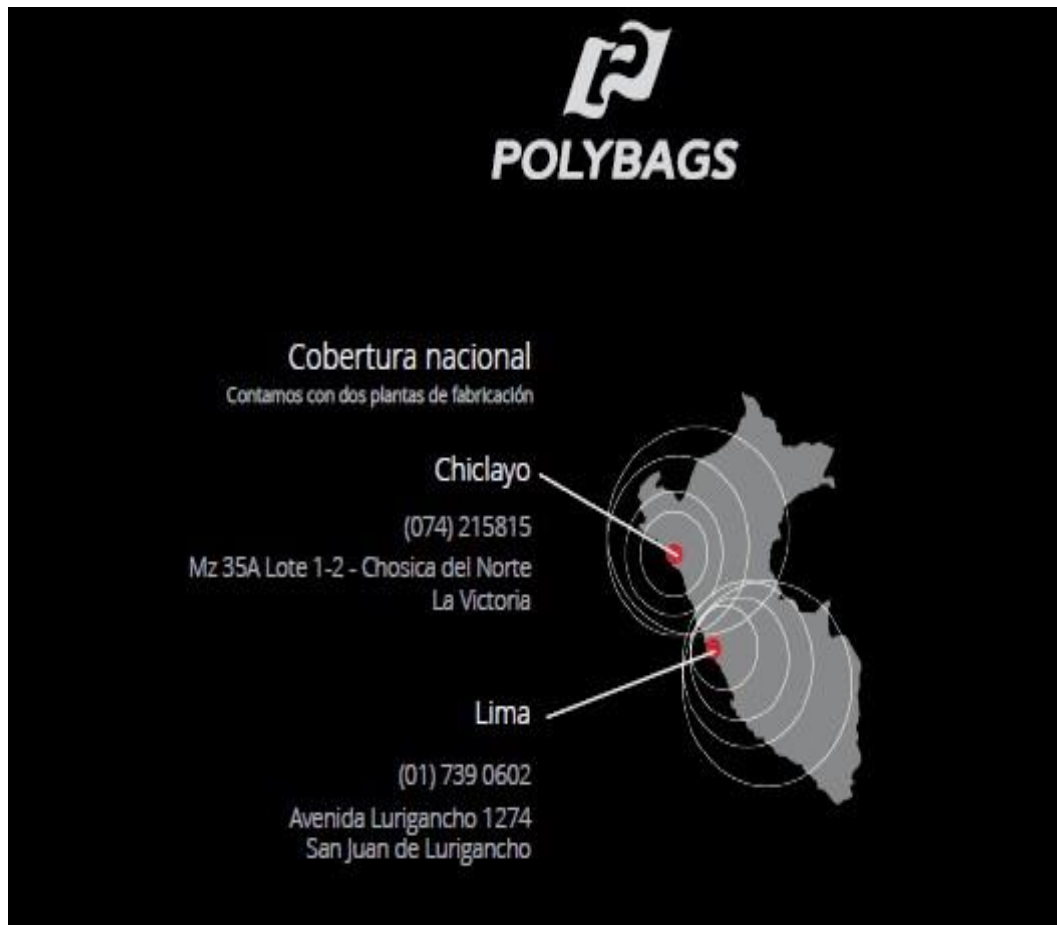 POLYBAGS
Cobertura nacional
Contamos con dos plantas de fabricación
Chiclayo
(074) 215815
Mz 35A Lote 1-2 - Chosica del Norte
La Victoria
Lima
(01) 739 0602
Avenida Lurigancho 1274
San Juan de Lurigancho